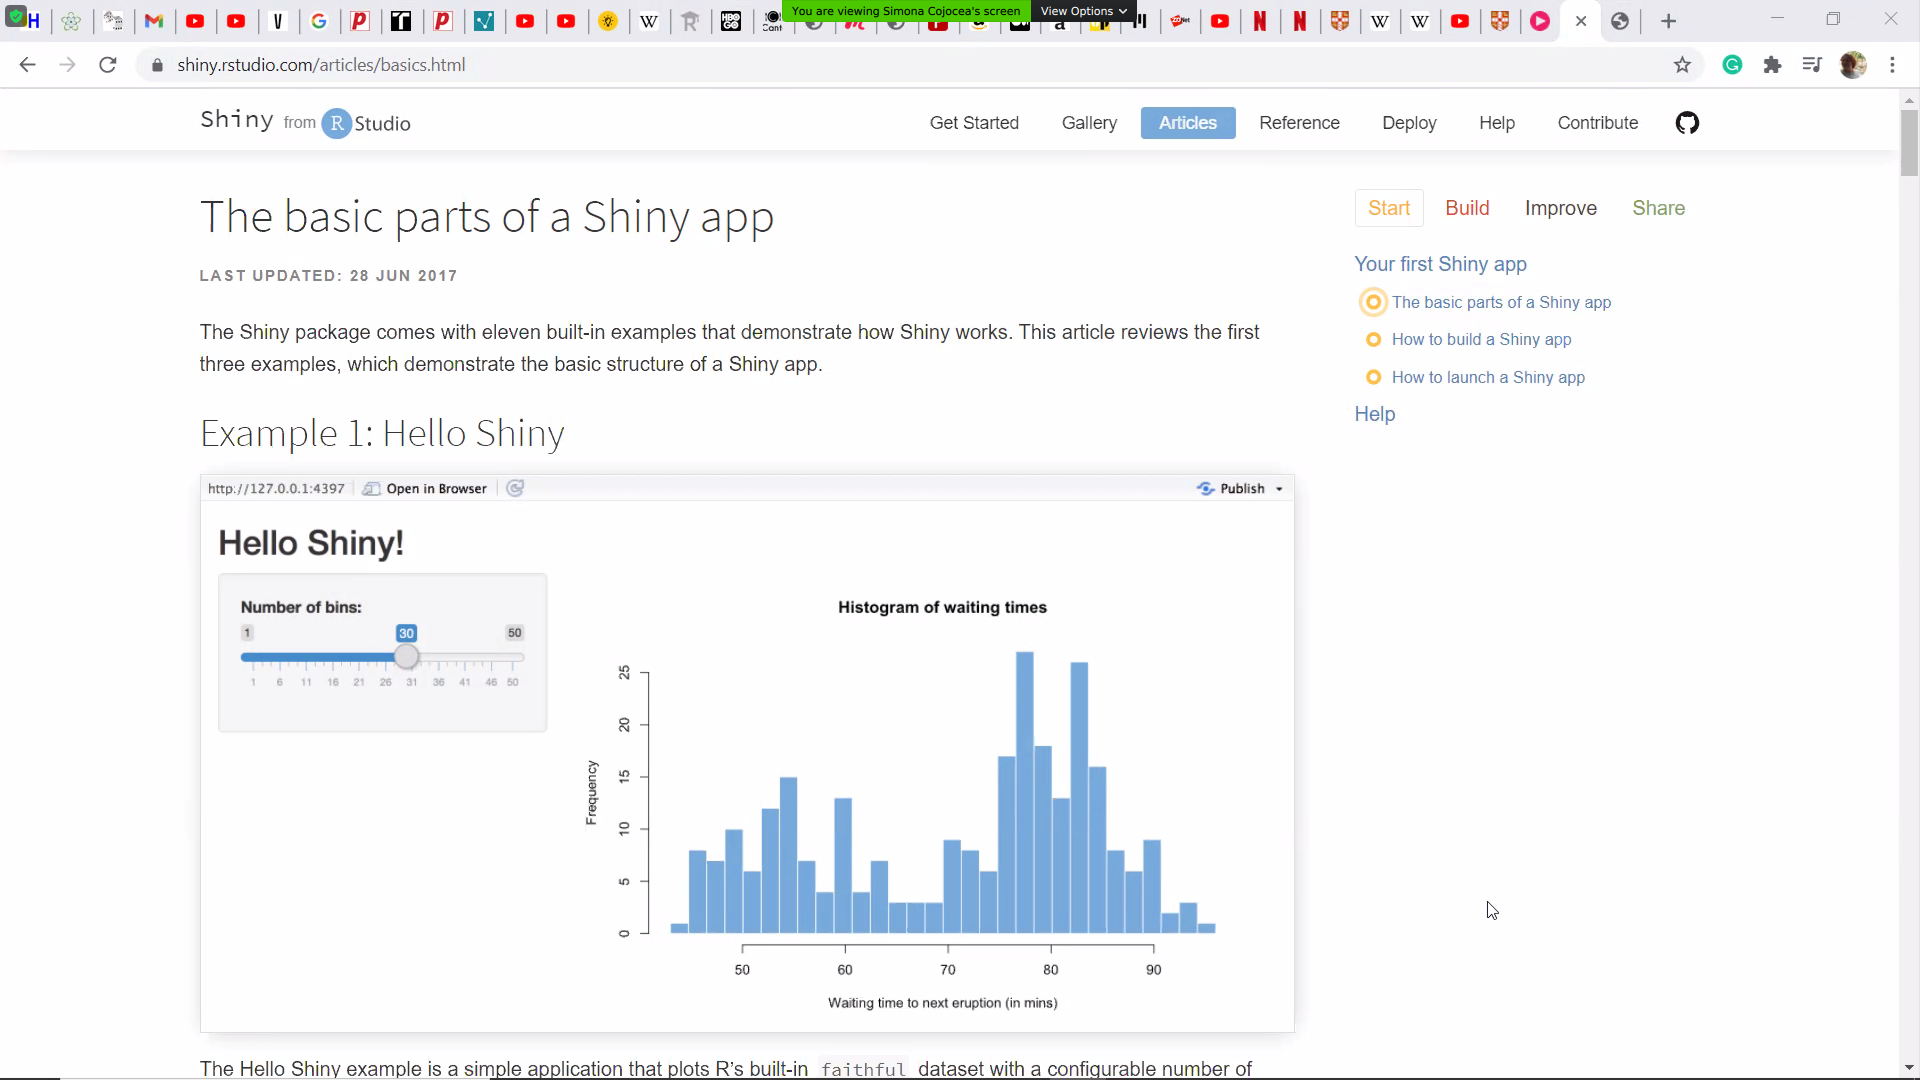 You are viewing Simona Cojocea's screen
View Options
shiny.rstudio.com/articles/basics.html
Shiny from R Studio
Get Started
Gallery
Articles
Reference
Deploy
Help
Contribute
The basic parts of a Shiny app
LAST UPDATED: 28 JUN 2017
The Shiny package comes with eleven built-in examples that demonstrate how Shiny works. This article reviews the first
three examples, which demonstrate the basic structure of a Shiny app.
Start
Build
Improve
Share
Your first Shiny app
The basic parts of a Shiny app
How to build a Shiny app
How to launch a Shiny app
Help
Example 1: Hello Shiny
http://127.0.0.1:4397
Open in Browser
Publish
Hello Shiny!
Number of bins:
1
30
50
1 6 11 16 21 26 31 36 41 46 50
Histogram of waiting times
Frequency
25
20
15
10
5
0
50 60 70 80 90
Waiting time to next eruption (in mins)
The Hello Shiny example is a simple application that plots R’s built-in faithful dataset with a configurable number of